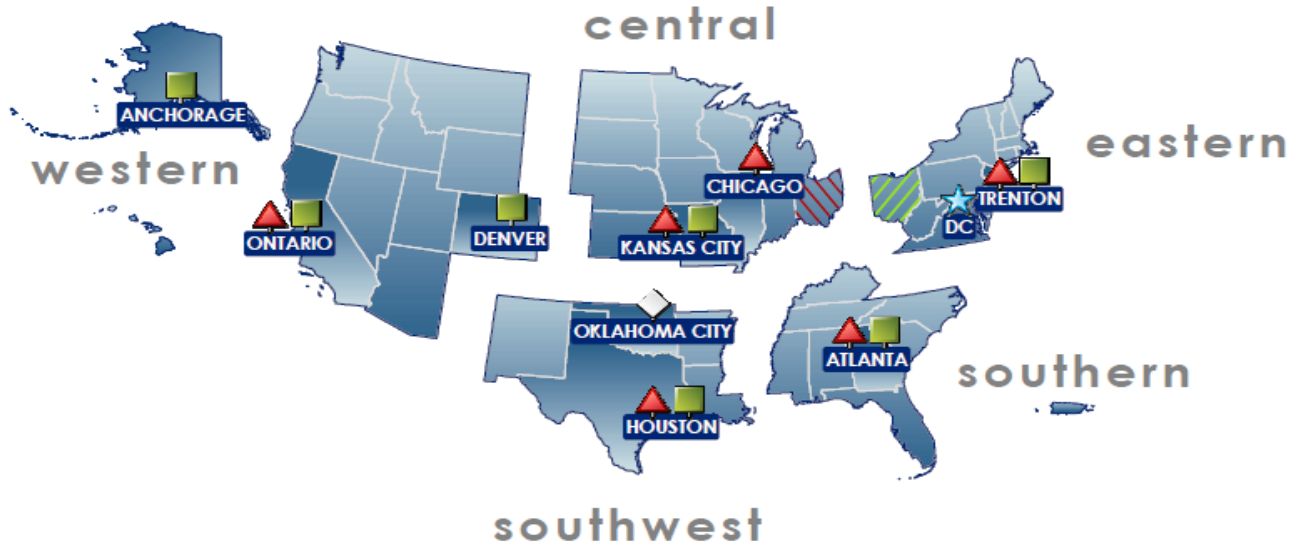 central
ANCHORAGE
eastern
western
CHICAGO
TRENTON
ONTARIO
DENVER
KANSAS CITY
DC
OKLAHOMA CITY
ATLANTA
southern
HOUSTON
southwest